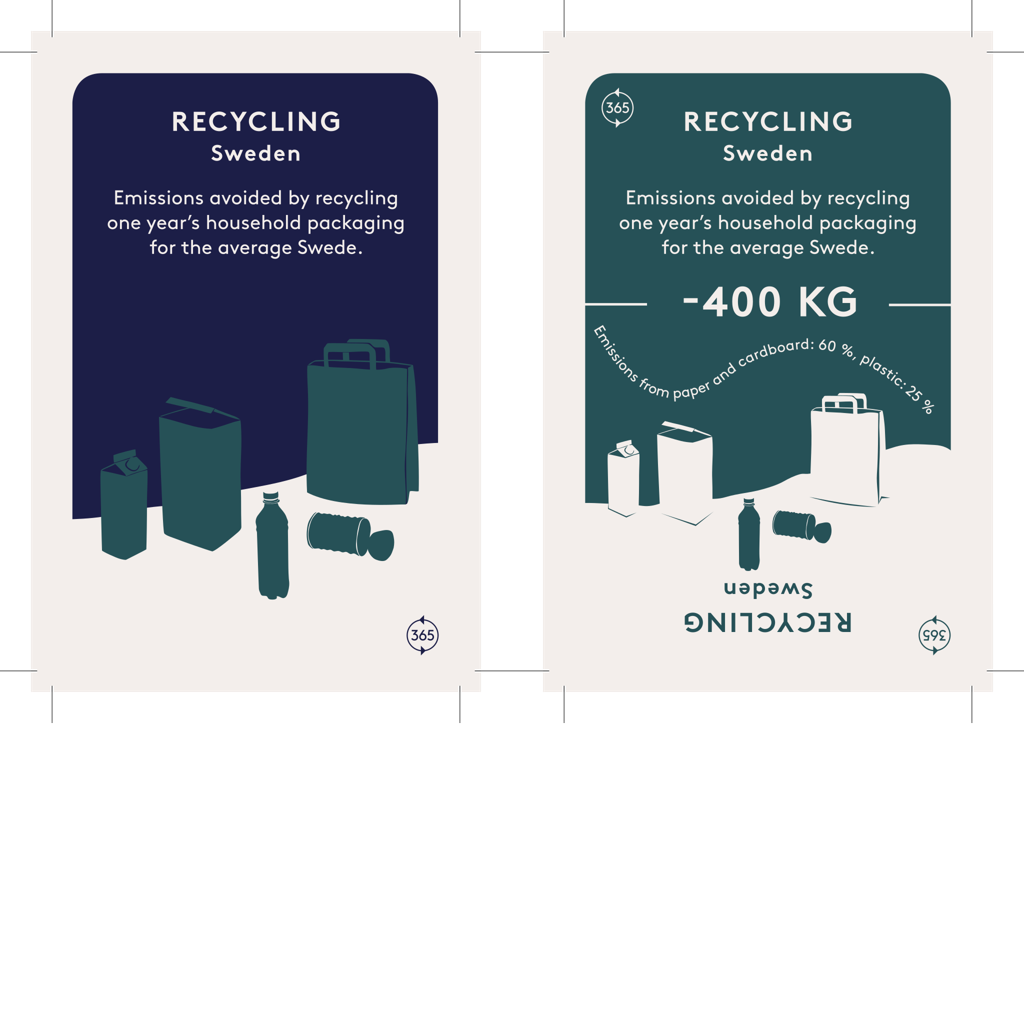 RECYCLING
Sweden
Emissions avoided by recycling
one year’s household packaging
for the average Swede.
365
365
RECYCLING
Sweden
Emissions avoided by recycling
one year’s household packaging
for the average Swede.
-400 KG
Emissions from paper and cardboard: 60 %, plastic: 25 %
Sweden
RECYCLING
365